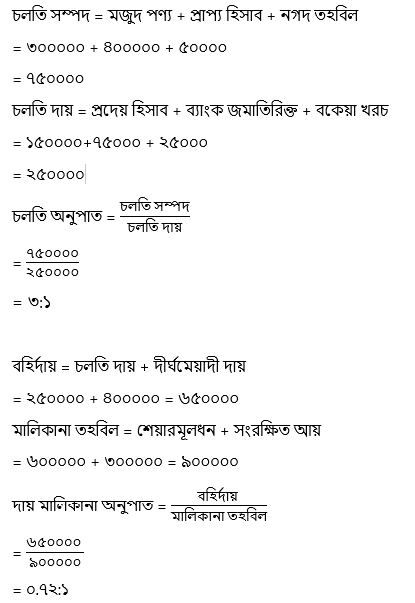 চলতি সম্পদ = মজুদ পণ্য + প্রাপ্য হিসাব + নগদ তহবিল
= ৩০০০০০ + ৪০০০০০ + ৫০০০০
= ৭৫০০০০
চলতি দায় = প্রদেয় হিসাব + ব্যাংক জমাতিরিক্ত + বকেয়া খরচ
= ১৫০০০০+৭৫০০০ + ২৫০০০
= ২৫০০০০
চলতি অনুপাত = চলতি সম্পদ / চলতি দায়
= ৭৫০০০০ / ২৫০০০০
= ৩:১
বহির্দায় = চলতি দায় + দীর্ঘমেয়াদী দায়
= ২৫০০০০ + ৪০০০০০ = ৬৫০০০০
মালিকানা তহবিল = শেয়ারমূলধন + সংরক্ষিত আয়
= ৬০০০০০ + ৩০০০০০ = ৯০০০০০
দায় মালিকানা অনুপাত = বহির্দায় / মালিকানা তহবিল
= ৬৫০০০০ / ৯০০০০০
= ০.৭২:১